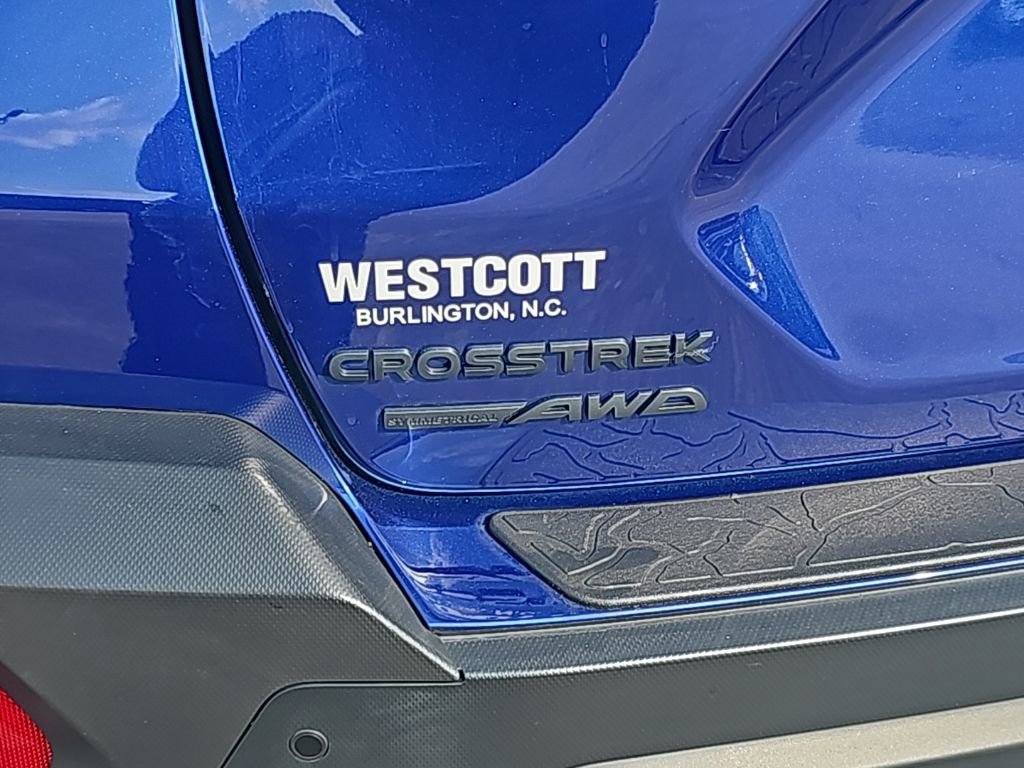 WESTCOTT
BURLINGTON, N.C.
CROSSTREK
SYMMETRICAL AWD